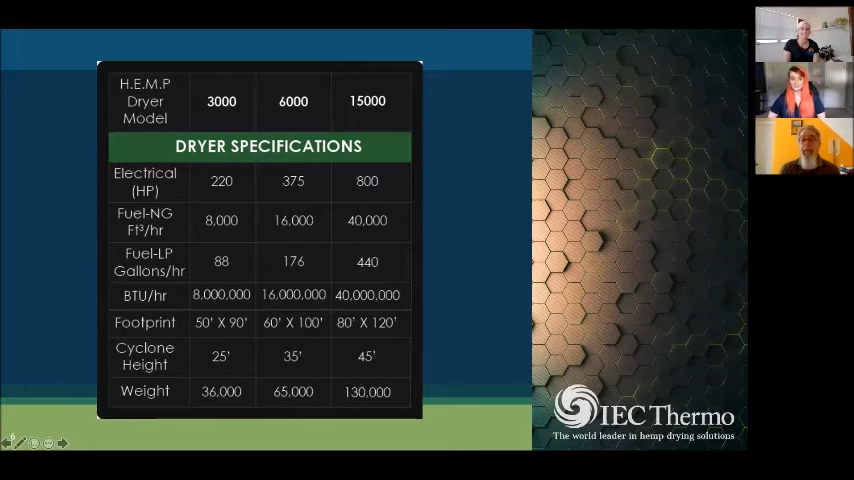 H.E.M.P
Dryer
Model
3000 6000 15000
DRYER SPECIFICATIONS
Electrical
(HP)
220 375 800
Fuel-NG
Ft³/hr
8,000 16,000 40,000
Fuel-LP
Gallons/hr
88 176 440
BTU/hr 8,000,000 16,000,000 40,000,000
Footprint 50' X 90' 60' X 100' 80' X 120'
Cyclone
Height
25' 35' 45'
Weight 36,000 65,000 130,000
IEC Thermo
The world leader in hemp drying solutions
6